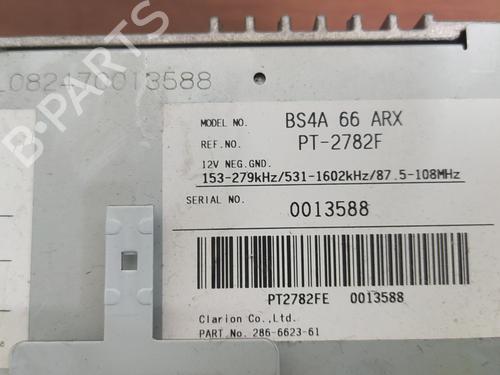 082470013588
MODEL NO. BS4A 66 ARX
REF.NO. PT-2782F
12V NEG.GND.
153-279kHz/531-1602kHz/87.5-108MHz
SERIAL NO.
0013588
PT2782FE 0013588
Clarion Co.,Ltd.
PART No. 286-6623-61
B-PARTS